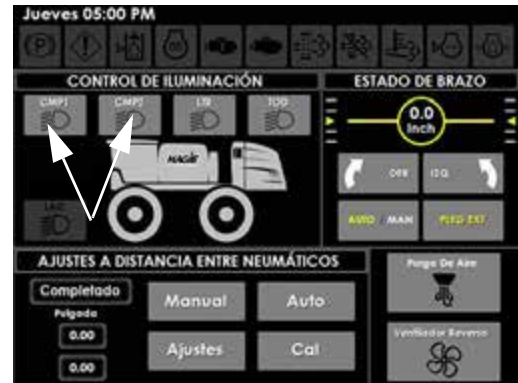 Jueves 05:00 PM
CONTROL DE ILUMINACIÓN
ESTADO DE BRAZO
CMP1
CMP2
LTR
TOD
0.0
Inch
DER
IZQ
AUTO / MAN
PLEG EXT
AJUSTES A DISTANCIA ENTRE NEUMÁTICOS
Completado
Pulgada
0.00
0.00
Manual
Auto
Ajustes
Cal
Purga De Aire
Ventilador Reverso